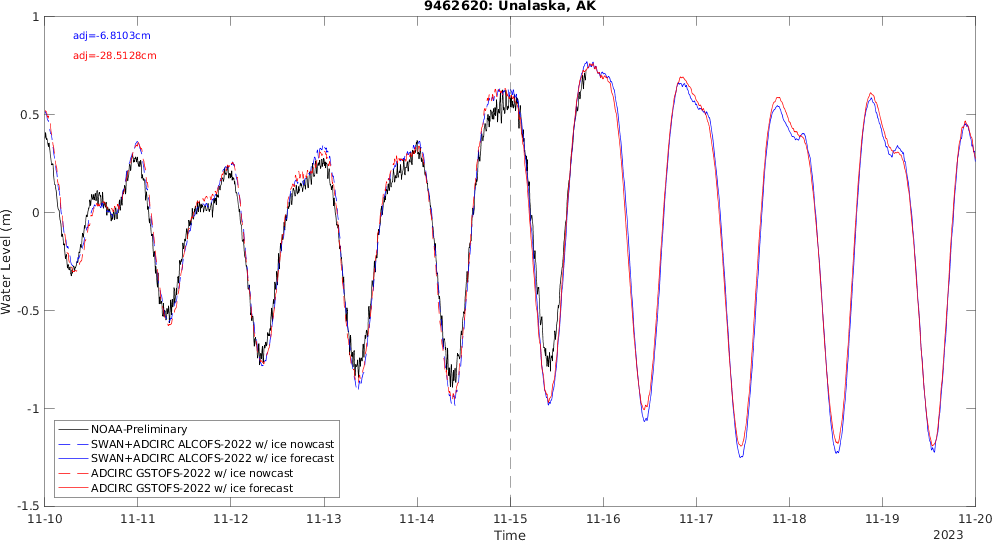 9462620: Unalaska, AK
adj=-6.8103cm
adj=-28.5128cm
Water Level (m)
1
0.5
0
-0.5
-1
-1.5
NOAA-Preliminary
SWAN+ADCIRC ALCOFS-2022 w/ ice nowcast
SWAN+ADCIRC ALCOFS-2022 w/ ice forecast
ADCIRC GSTOFS-2022 w/ ice nowcast
ADCIRC GSTOFS-2022 w/ ice forecast
11-10 11-11 11-12 11-13 11-14 11-15 11-16 11-17 11-18 11-19 11-20
Time
2023